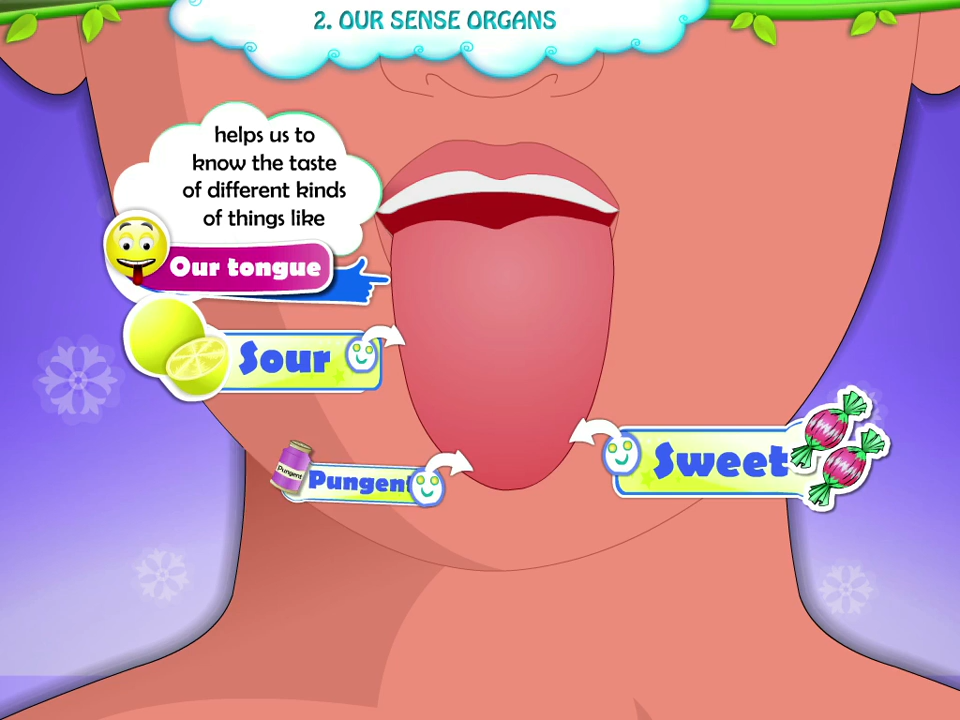 2. OUR SENSE ORGANS
helps us to
know the taste
of different kinds
of things like
Our tongue
Sour
Pungent
Pungent
Sweet